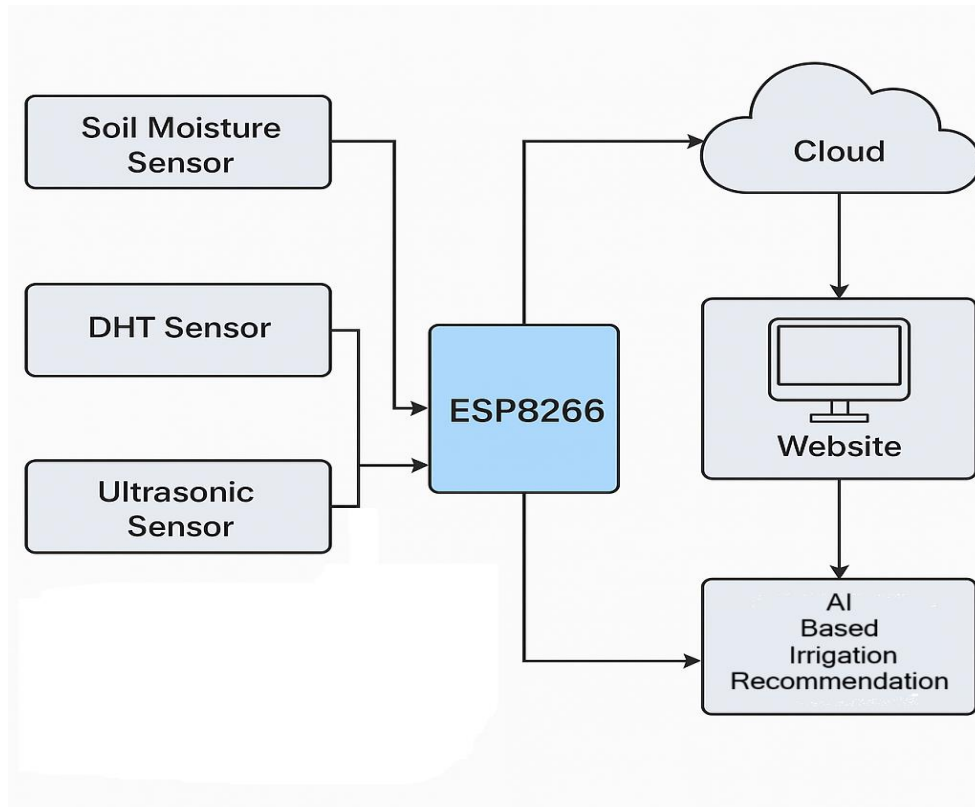 Soil Moisture
Sensor
DHT Sensor
Ultrasonic
Sensor
ESP8266
Cloud
Website
AI
Based
Irrigation
Recommendation